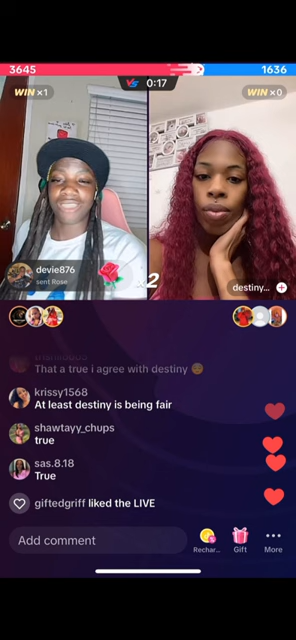 3645
1636
WIN ×1
VS 0:17
WIN ×0
devie876
sent Rose
×2
destiny...
That a true i agree with destiny 😔
krissy1568
At least destiny is being fair
shawtayy_chups
true
sas.8.18
True
giftedgriff liked the LIVE
Add comment
Rechar...
Gift
More